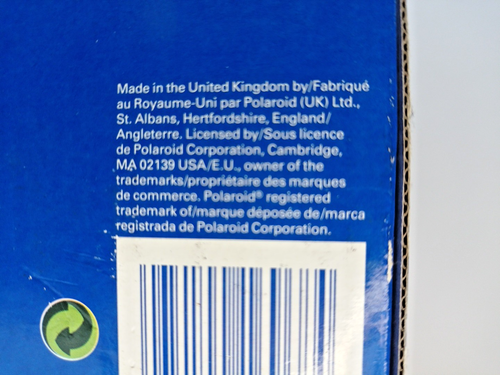 Made in the United Kingdom by/Fabriqué
au Royaume-Uni par Polaroid (UK) Ltd.,
St. Albans, Hertfordshire, England/
Angleterre. Licensed by/Sous licence
de Polaroid Corporation, Cambridge,
MA 02139 USA/E.U., owner of the
trademarks/propriétaire des marques
de commerce. Polaroid® registered
trademark of/marque déposée de/marca
registrada de Polaroid Corporation.